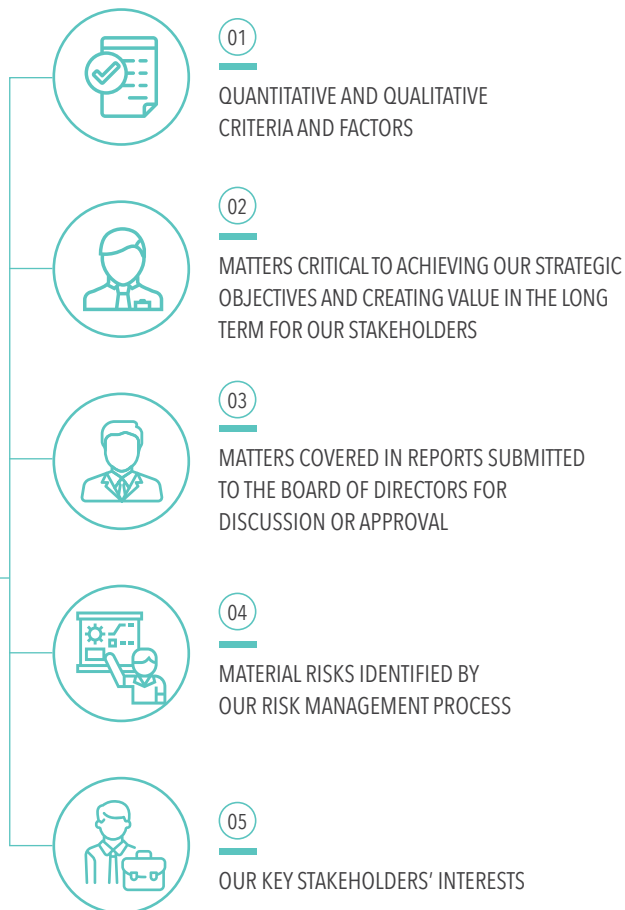 01
QUANTITATIVE AND QUALITATIVE
CRITERIA AND FACTORS
02
MATTERS CRITICAL TO ACHIEVING OUR STRATEGIC
OBJECTIVES AND CREATING VALUE IN THE LONG
TERM FOR OUR STAKEHOLDERS
03
MATTERS COVERED IN REPORTS SUBMITTED
TO THE BOARD OF DIRECTORS FOR
DISCUSSION OR APPROVAL
04
MATERIAL RISKS IDENTIFIED BY
OUR RISK MANAGEMENT PROCESS
05
OUR KEY STAKEHOLDERS’ INTERESTS